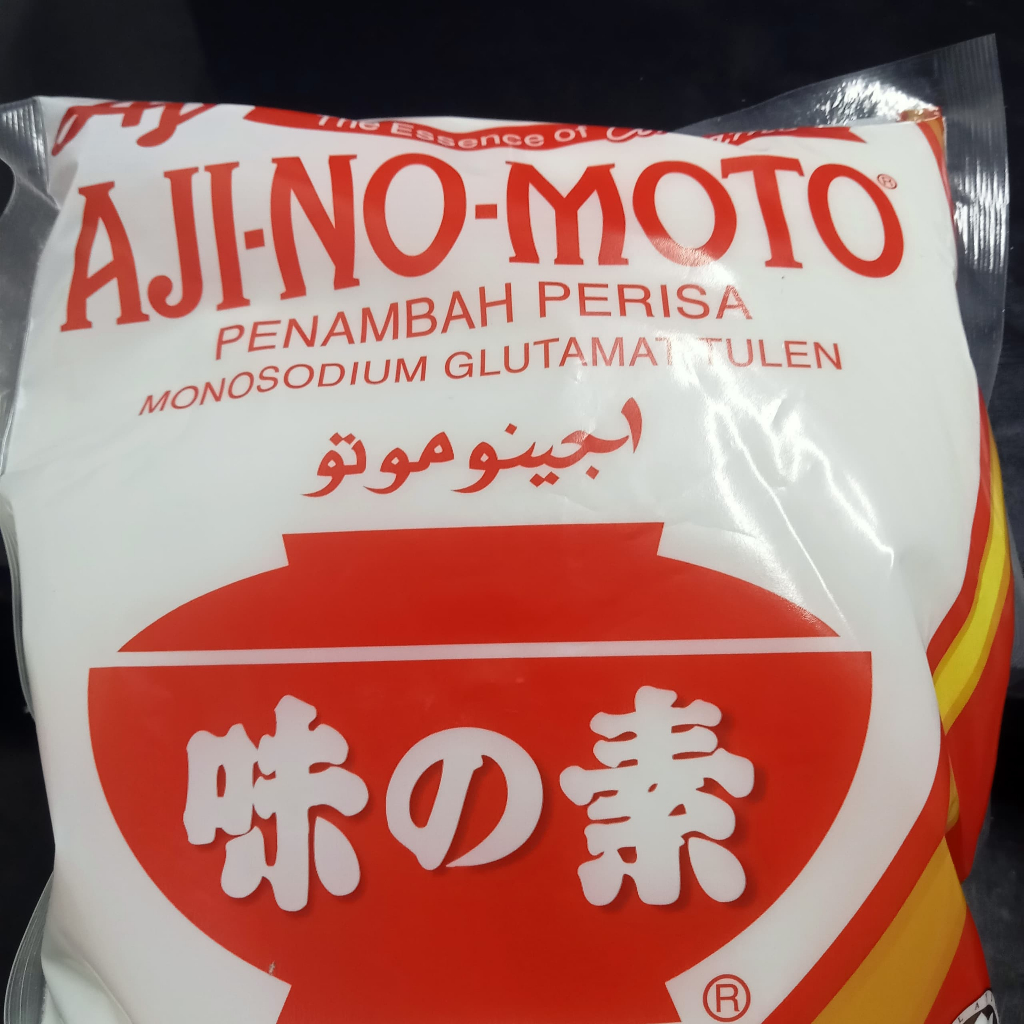 The Essence of
AJI-NO-MOTO®
PENAMBAH PERISA
MONOSODIUM GLUTAMAT TULEN
اجينوموتو
味の素
®